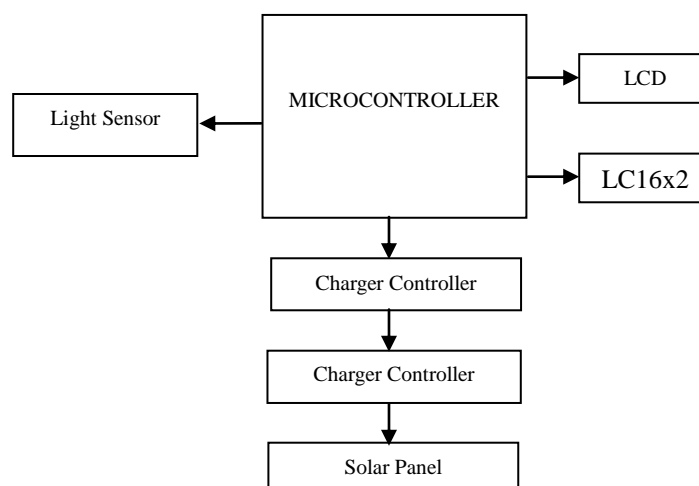 MICROCONTROLLER
LCD
Light Sensor
LC16x2
Charger Controller
Charger Controller
Solar Panel